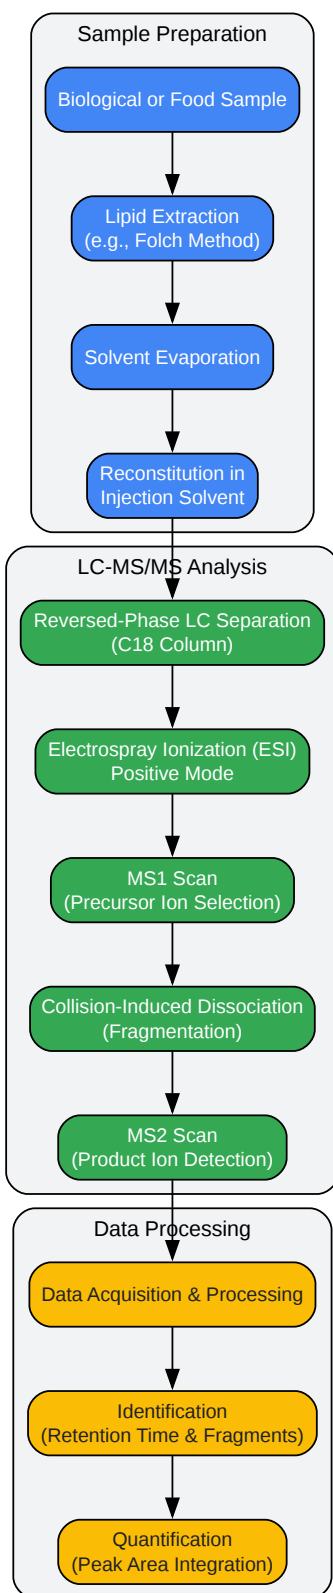 Sample Preparation
Biological or Food Sample
Lipid Extraction
(e.g., Folch Method)
Solvent Evaporation
Reconstitution in
Injection Solvent
LC-MS/MS Analysis
Reversed-Phase LC Separation
(C18 Column)
Electrospray Ionization (ESI)
Positive Mode
MS1 Scan
(Precursor Ion Selection)
Collision-Induced Dissociation
(Fragmentation)
MS2 Scan
(Product Ion Detection)
Data Processing
Data Acquisition & Processing
Identification
(Retention Time & Fragments)
Quantification
(Peak Area Integration)